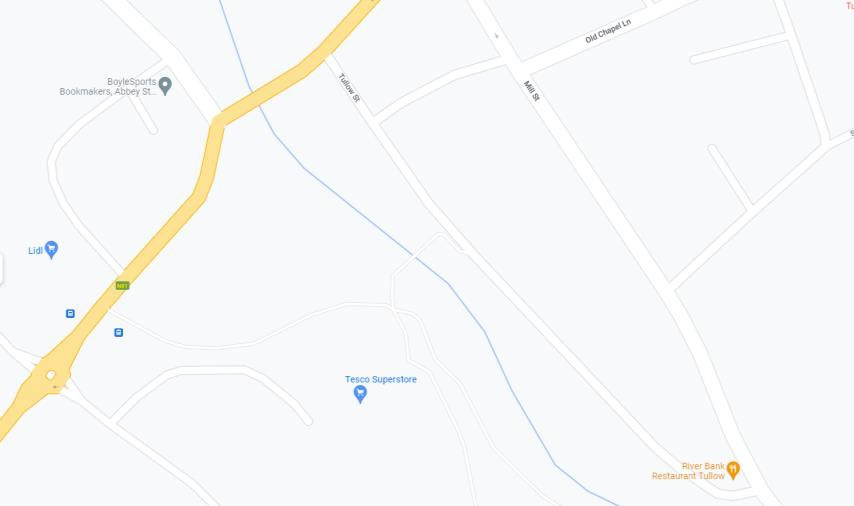 Tu
Old Chapel Ln
BoyleSports
Bookmakers, Abbey St...
Tullow St
Mill St
S
Lidl
N81
Tesco Superstore
River Bank
Restaurant Tullow